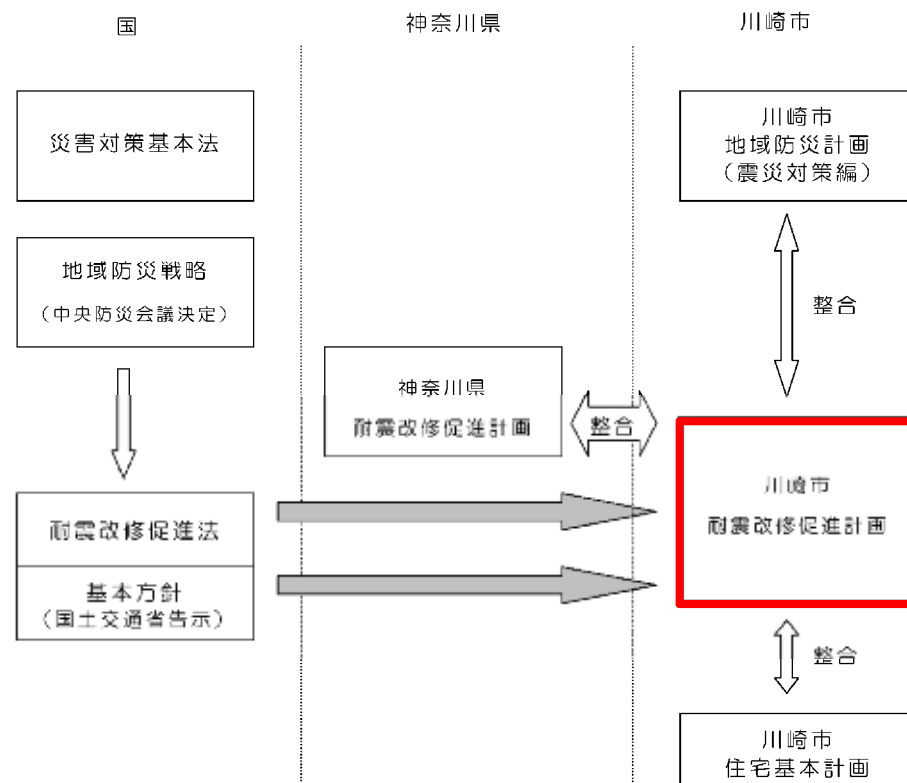 国
神奈川県
川崎市
災害対策基本法
川崎市
地域防災計画
（震災対策編）
地域防災戦略
（中央防災会議決定）
整合
神奈川県
耐震改修促進計画
整合
川崎市
耐震改修促進計画
耐震改修促進法
基本方針
（国土交通省告示）
整合
川崎市
住宅基本計画